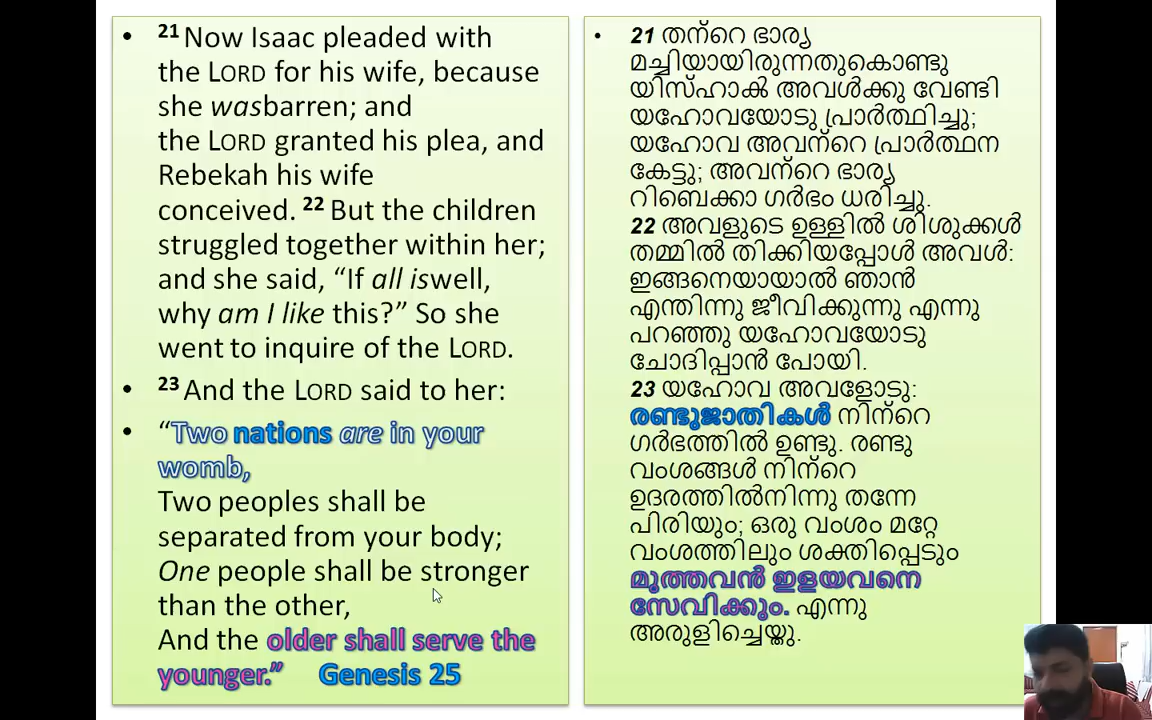 • 21 Now Isaac pleaded with
the LORD for his wife, because
she wasbarren; and
the LORD granted his plea, and
Rebekah his wife
conceived. 22 But the children
struggled together within her;
and she said, “If all iswell,
why am I like this?” So she
went to inquire of the LORD.
• 23 And the LORD said to her:
• “Two nations are in your
womb,
Two peoples shall be
separated from your body;
One people shall be stronger
than the other,
And the older shall serve the
younger.” Genesis 25
• 21 തന്റെ ഭാര്യ
മച്ചിയായിരുന്നതുകൊണ്ടു
യിസ്ഹാക്‍ അവൾക്കു വേണ്ടി
യഹോവയോടു പ്രാർത്ഥിച്ചു;
യഹോവ അവന്റെ പ്രാർത്ഥന
കേട്ടു; അവന്റെ ഭാര്യ
റിബെക്കാ ഗർഭം ധരിച്ചു.
22 അവളുടെ ഉള്ളിൽ ശിശുക്കൾ
തമ്മിൽ തിക്കിയപ്പോൾ അവൾ:
ഇങ്ങനെയായാൽ ഞാൻ
എന്തിന്നു ജീവിക്കുന്നു എന്നു
പറഞ്ഞു യഹോവയോടു
ചോദിപ്പാൻ പോയി.
23 യഹോവ അവളോടു:
രണ്ടുജാതികൾ നിന്റെ
ഗർഭത്തിൽ ഉണ്ടു. രണ്ടു
വംശങ്ങൾ നിന്റെ
ഉദരത്തിൽനിന്നു തന്നേ
പിരിയും; ഒരു വംശം മറ്റേ
വംശത്തിലും ശക്തിപ്പെടും
മൂത്തവൻ ഇളയവനെ
സേവിക്കും. എന്നു
അരുളിച്ചെയ്തു.